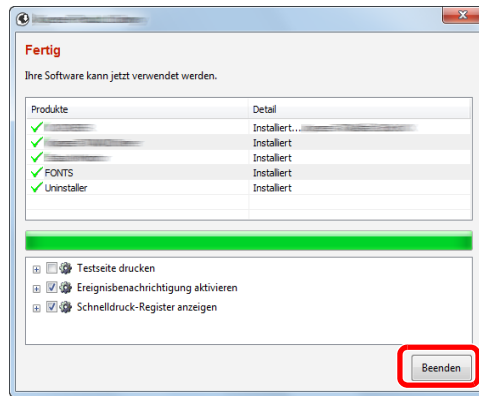 Fertig
Ihre Software kann jetzt verwendet werden.
Produkte Detail
Installiert...
Installiert
Installiert
FONTS Installiert
Uninstaller Installiert
Testseite drucken
Ereignisbenachrichtigung aktivieren
Schnelldruck-Register anzeigen
Beenden